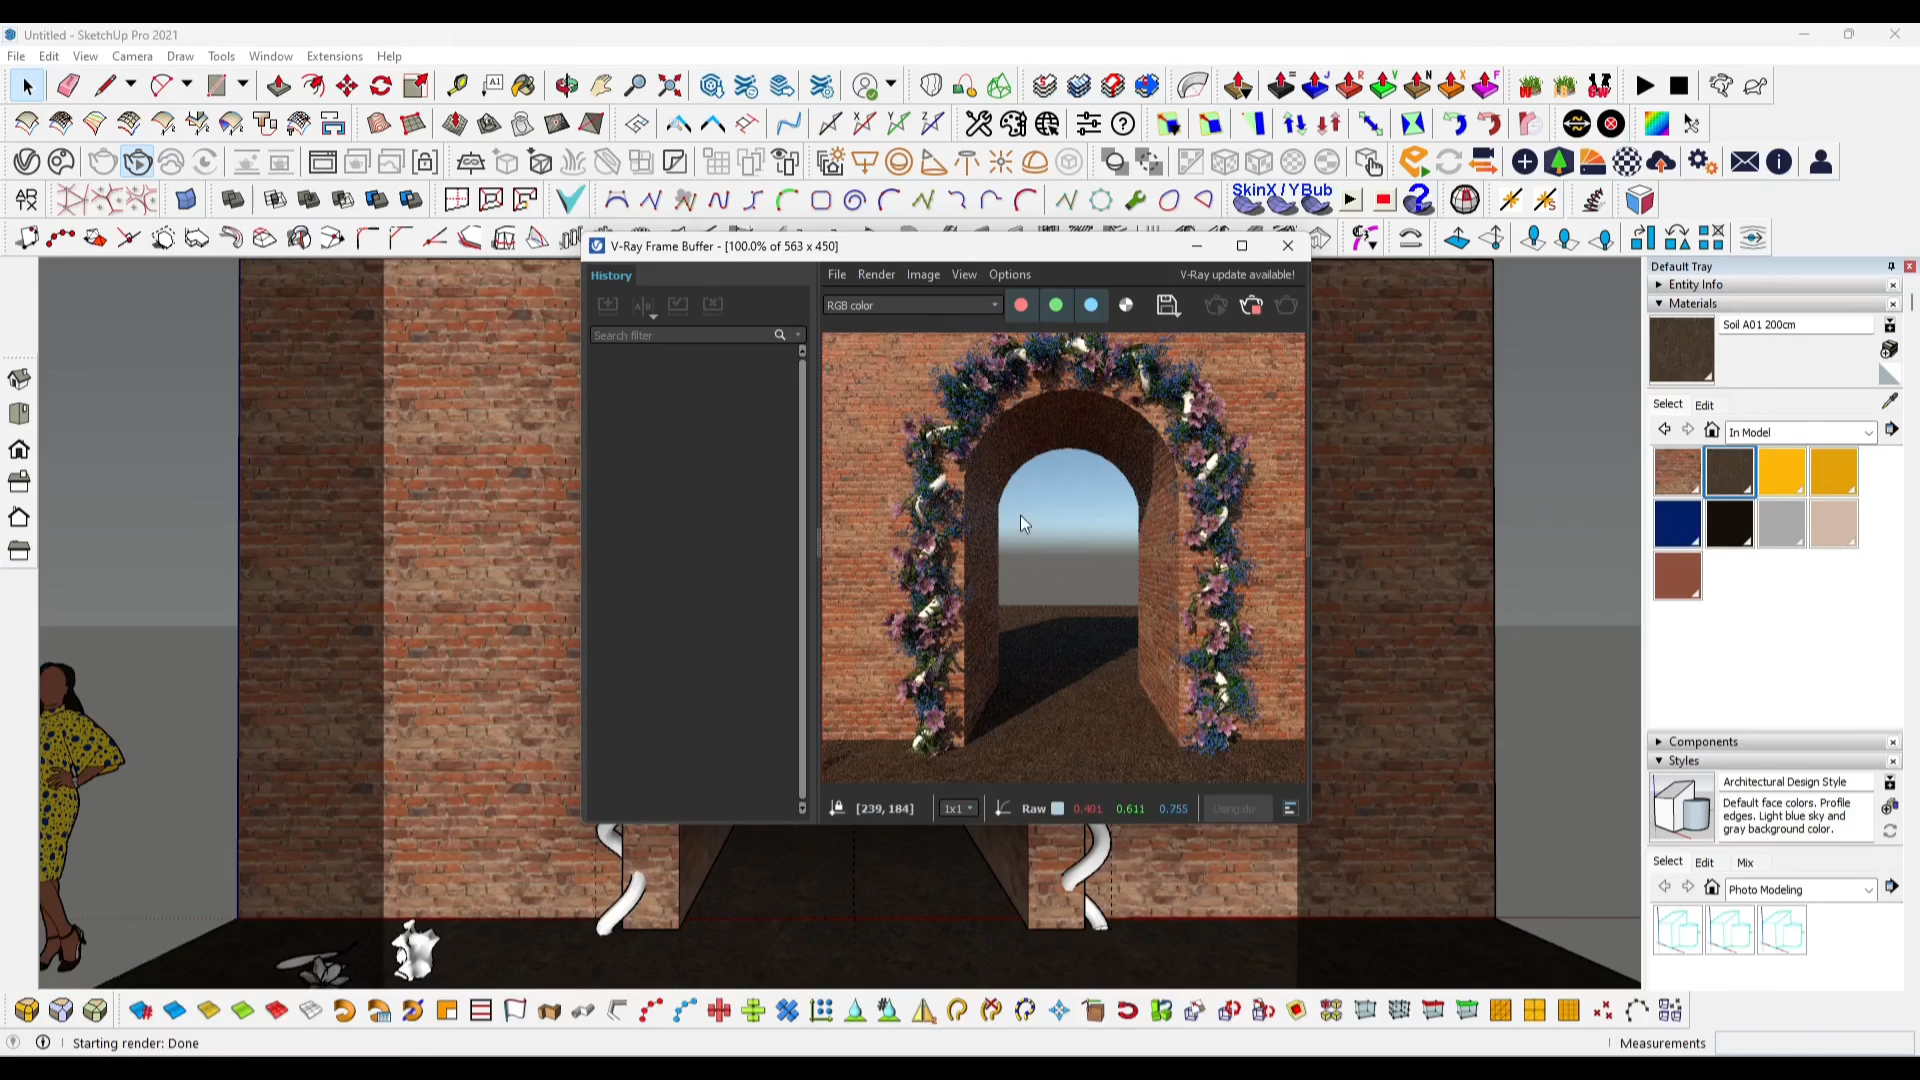 Untitled - SketchUp Pro 2021
File Edit View Camera Draw Tools Window Extensions Help
A1
= J R V N X F
AR
SkinX / YBub
V-Ray Frame Buffer - [100.0% of 563 x 450]
History
File Render Image View Options V-Ray update available!
RGB color
Search filter
[239, 184] 1x1 Raw 0.401 0.611 0.755
Default Tray
Entity Info
Materials
Soil A01 200cm
Select Edit
In Model
Components
Styles
Architectural Design Style
Default face colors. Profile
edges. Light blue sky and
gray background color.
Select Edit Mix
Photo Modeling
Starting render: Done
Measurements